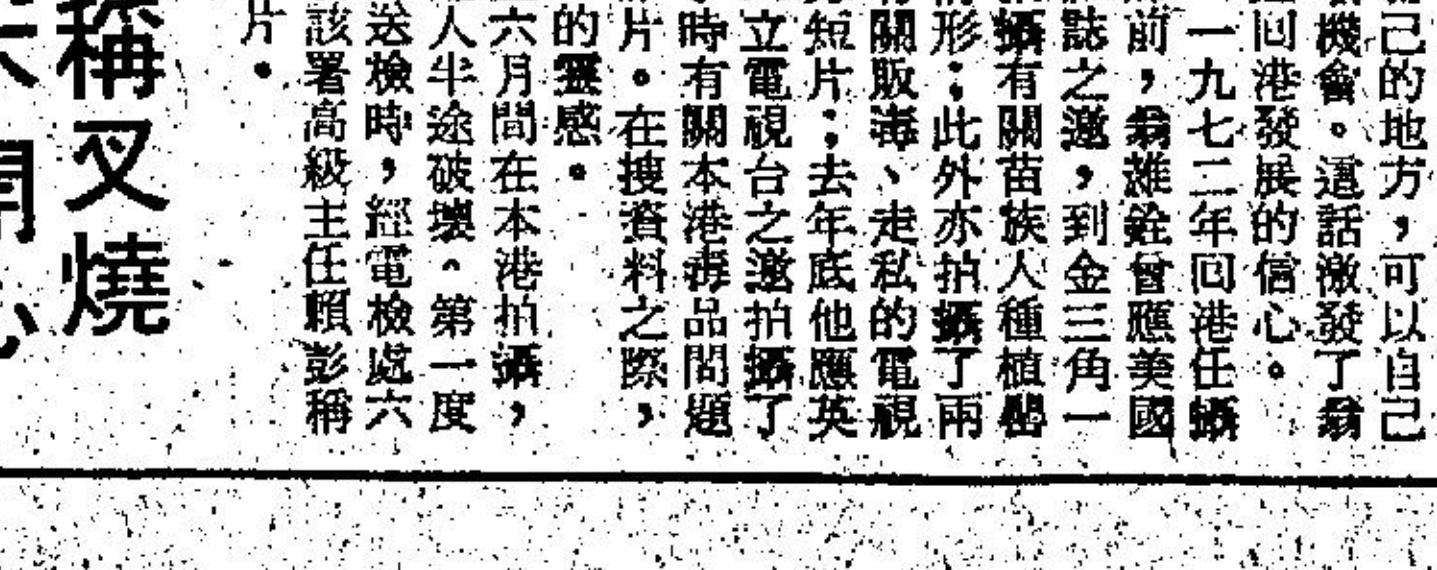 己的地方，可以自己
機會。這話激發了翁
回港發展的信心。
一九七二年回港任攝
前，翁濰銓曾應美國
誌之邀，到金三角一
攝有關苗族人種植罌
形；此外亦拍攝了兩
關販毒、走私的電視
短片；去年底他應英
立電視台之邀拍攝了
時有關本港毒品問題
片。在搜資料之際，
的靈感。
六月間在本港拍攝，
人半途破壞。第一度
送檢時，經電檢處六
該署高級主任賴彭稱
片。
稱叉燒